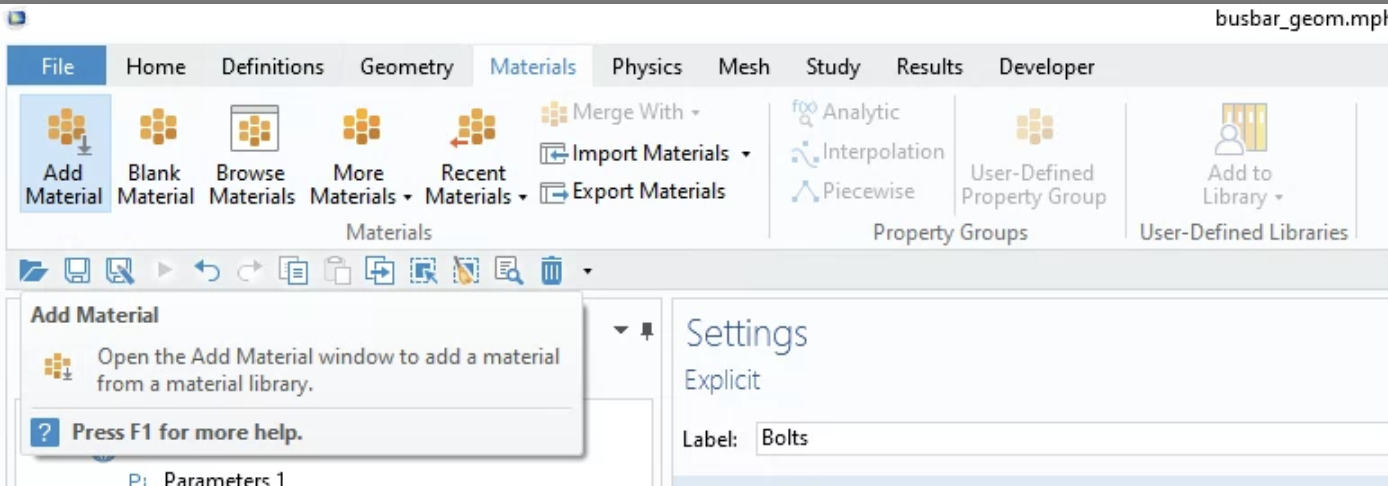 busbar_geom.mph
File Home Definitions Geometry Materials Physics Mesh Study Results Developer
Add Material
Blank Material
Browse Materials
More Materials
Recent Materials
Merge With
Import Materials
Export Materials
Materials
Analytic
Interpolation
Piecewise
User-Defined Property Group
Property Groups
Add to Library
User-Defined Libraries
Add Material
Open the Add Material window to add a material
from a material library.
? Press F1 for more help.
Pi Parameters 1
Settings
Explicit
Label: Bolts